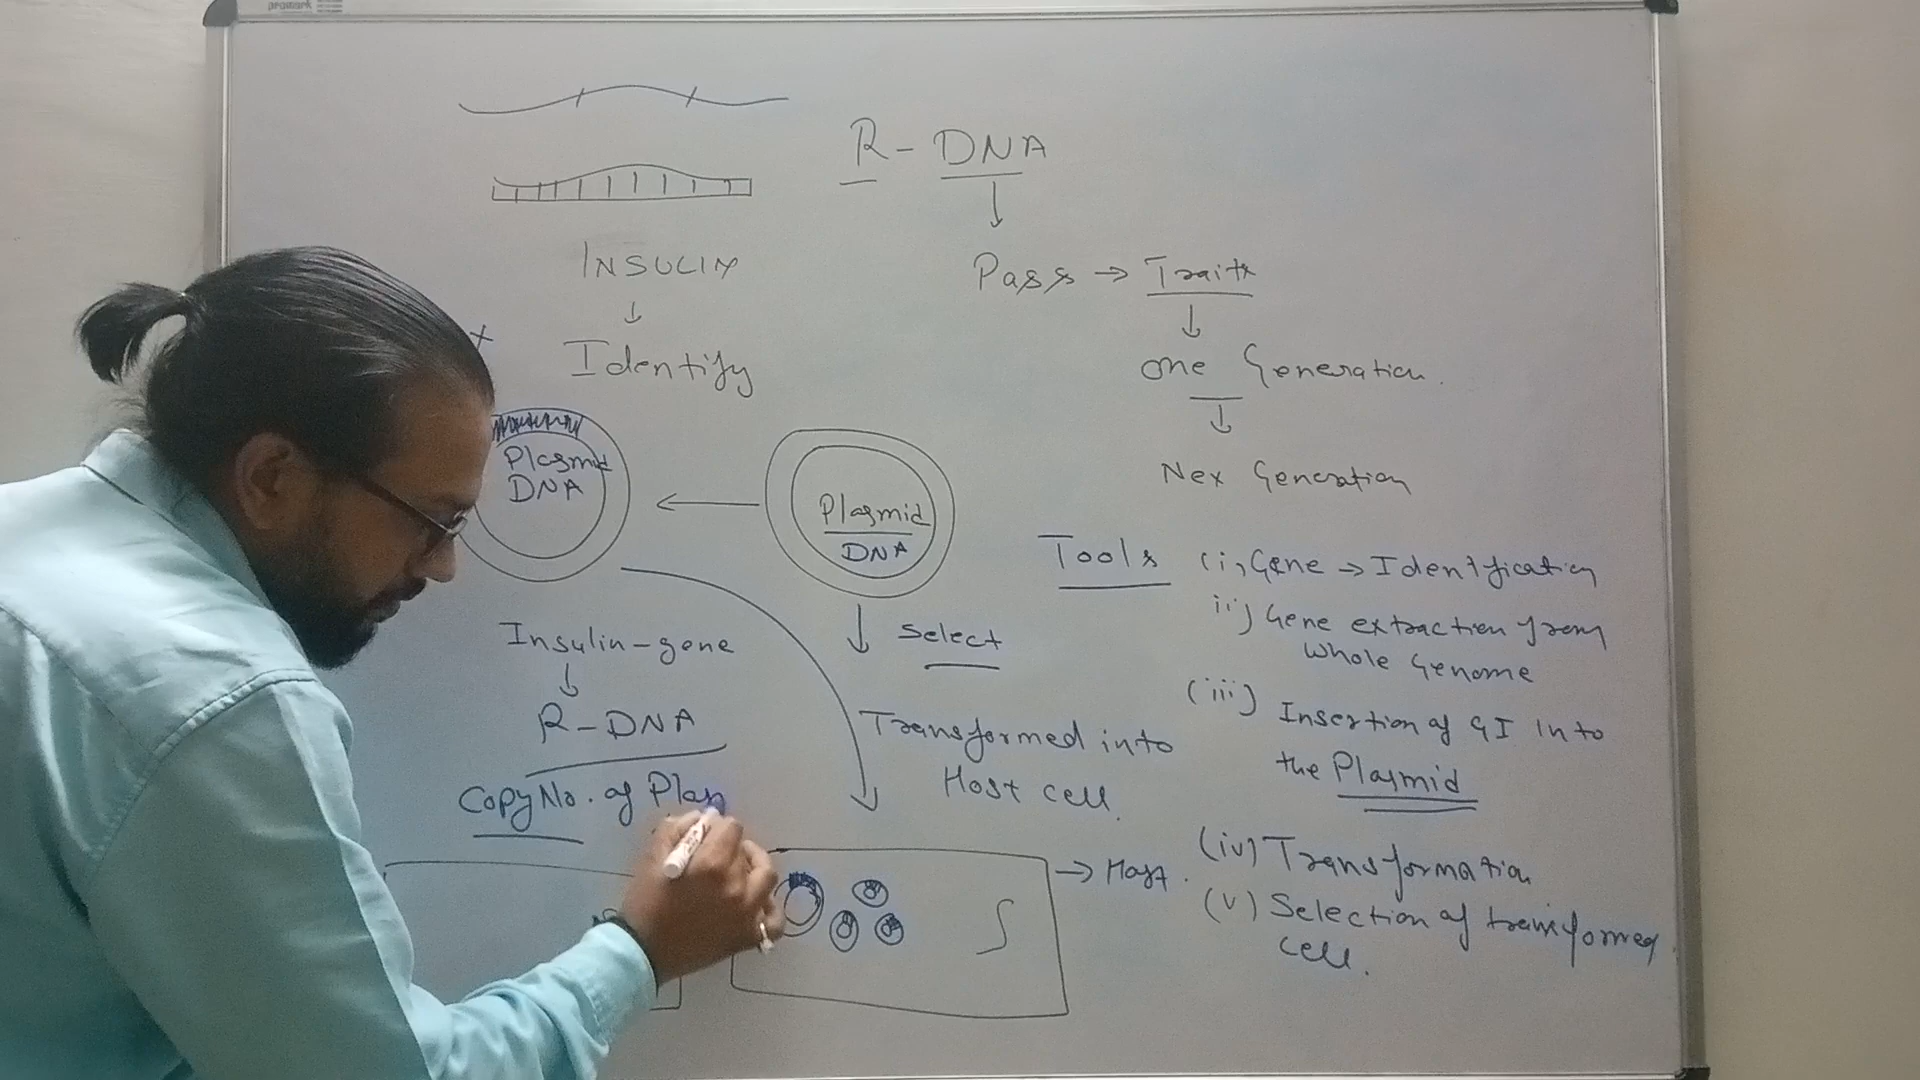 promark
R - DNA
INSULIN
Identify
Pass → Traits
one Generation.
Nex Generation
Plasmid
DNA
Plasmid
DNA
Select
Insulin-gene
R-DNA
Copy No. of Plas
Transformed into
Host cell
→ Host.
Tools
(i) Gene → Identification
ii) Gene extraction from
whole Genome
(iii) Insertion of GI Into
the Plasmid
(iv) Transformation
(v) Selection of transformed
cell.